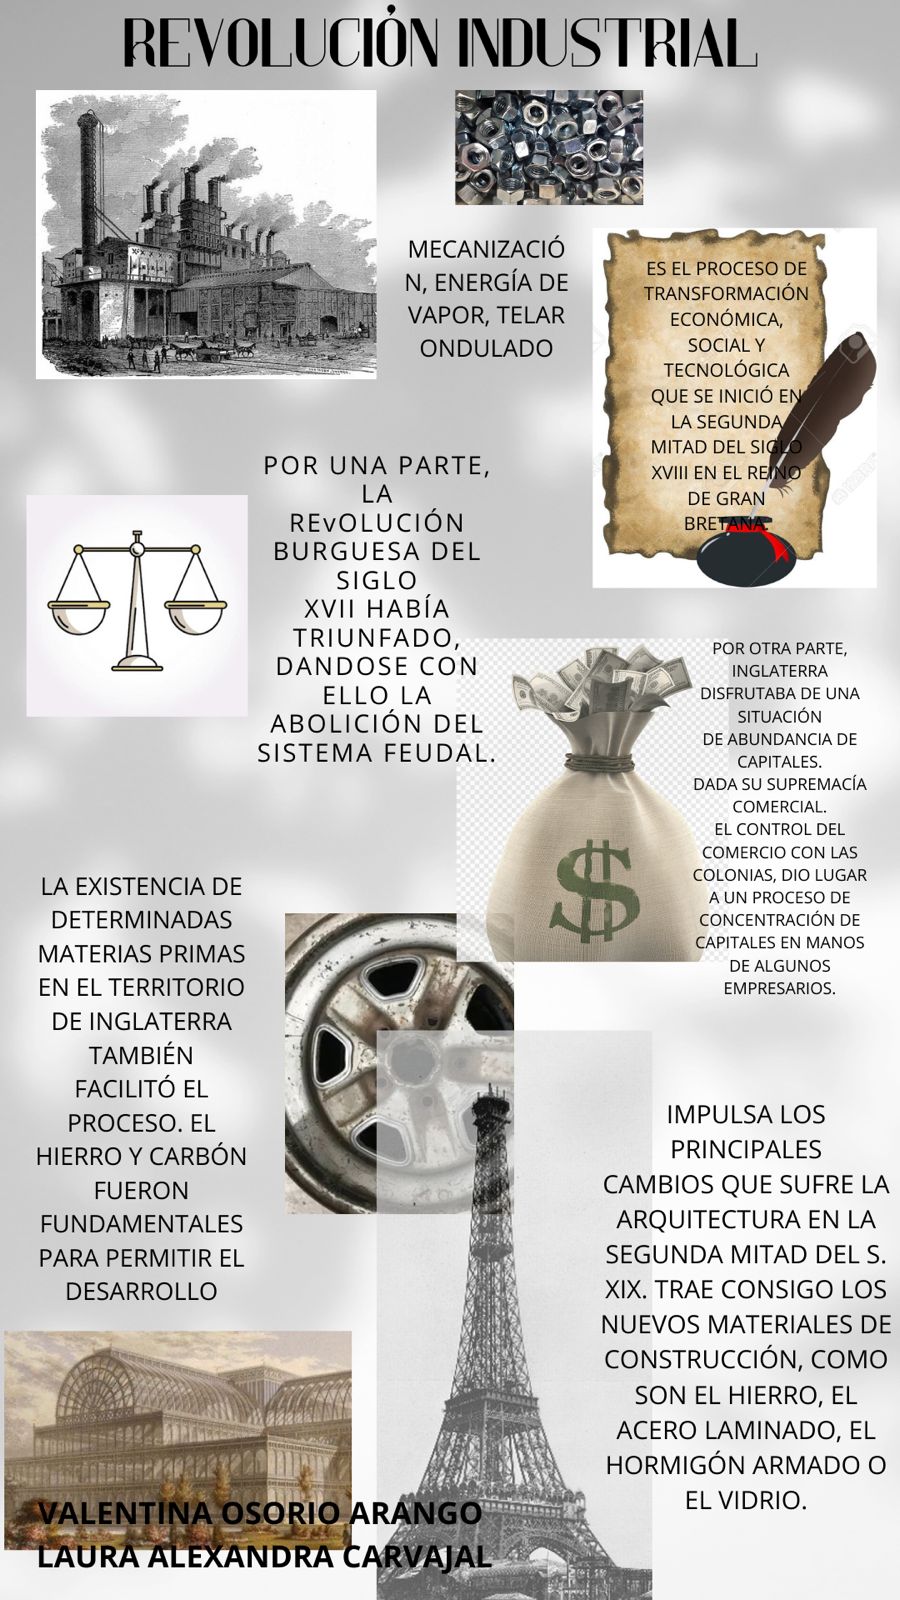 REVOLUCIÓN INDUSTRIAL
MECANIZACIÓ
N, ENERGÍA DE
VAPOR, TELAR
ONDULADO
ES EL PROCESO DE
TRANSFORMACIÓN
ECONÓMICA,
SOCIAL Y
TECNOLÓGICA
QUE SE INICIÓ EN
LA SEGUNDA
MITAD DEL SIGLO
XVIII EN EL REINO
DE GRAN
BRETAÑA.
POR UNA PARTE,
LA
REvOLUCIÓN
BURGUESA DEL
SIGLO
XVII HABÍA
TRIUNFADO,
DANDOSE CON
ELLO LA
ABOLICIÓN DEL
SISTEMA FEUDAL.
POR OTRA PARTE,
INGLATERRA
DISFRUTABA DE UNA
SITUACIÓN
DE ABUNDANCIA DE
CAPITALES.
DADA SU SUPREMACÍA
COMERCIAL.
EL CONTROL DEL
COMERCIO CON LAS
COLONIAS, DIO LUGAR
A UN PROCESO DE
CONCENTRACIÓN DE
CAPITALES EN MANOS
DE ALGUNOS
EMPRESARIOS.
LA EXISTENCIA DE
DETERMINADAS
MATERIAS PRIMAS
EN EL TERRITORIO
DE INGLATERRA
TAMBIÉN
FACILITÓ EL
PROCESO. EL
HIERRO Y CARBÓN
FUERON
FUNDAMENTALES
PARA PERMITIR EL
DESARROLLO
IMPULSA LOS
PRINCIPALES
CAMBIOS QUE SUFRE LA
ARQUITECTURA EN LA
SEGUNDA MITAD DEL S.
XIX. TRAE CONSIGO LOS
NUEVOS MATERIALES DE
CONSTRUCCIÓN, COMO
SON EL HIERRO, EL
ACERO LAMINADO, EL
HORMIGÓN ARMADO O
EL VIDRIO.
VALENTINA OSORIO ARANGO
LAURA ALEXANDRA CARVAJAL